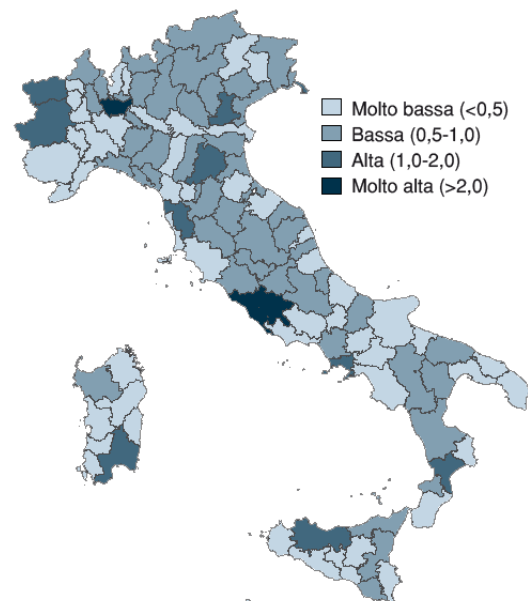 Molto bassa (<0,5)
Bassa (0,5-1,0)
Alta (1,0-2,0)
Molto alta (>2,0)